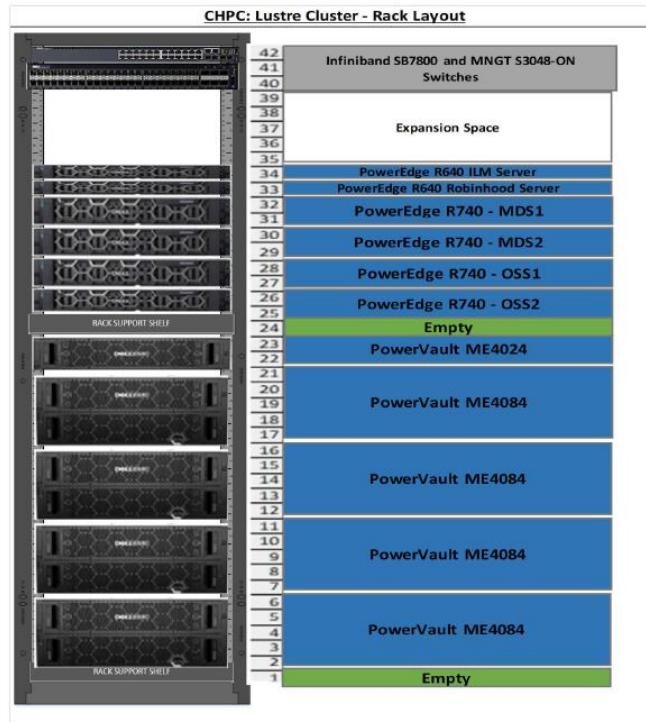 CHPC: Lustre Cluster - Rack Layout
42
41
40
Infiniband SB7800 and MNGT S3048-ON
Switches
39
38
37
36
35
Expansion Space
34
PowerEdge R640 ILM Server
33
PowerEdge R640 Robinhood Server
32
31
PowerEdge R740 - MDS1
30
29
PowerEdge R740 - MDS2
28
27
PowerEdge R740 - OSS1
26
25
PowerEdge R740 - OSS2
RACK SUPPORT SHELF
24
Empty
23
22
PowerVault ME4024
21
20
19
18
17
PowerVault ME4084
16
15
14
13
12
PowerVault ME4084
11
10
9
8
7
PowerVault ME4084
6
5
4
3
2
PowerVault ME4084
RACK SUPPORT SHELF
1
Empty